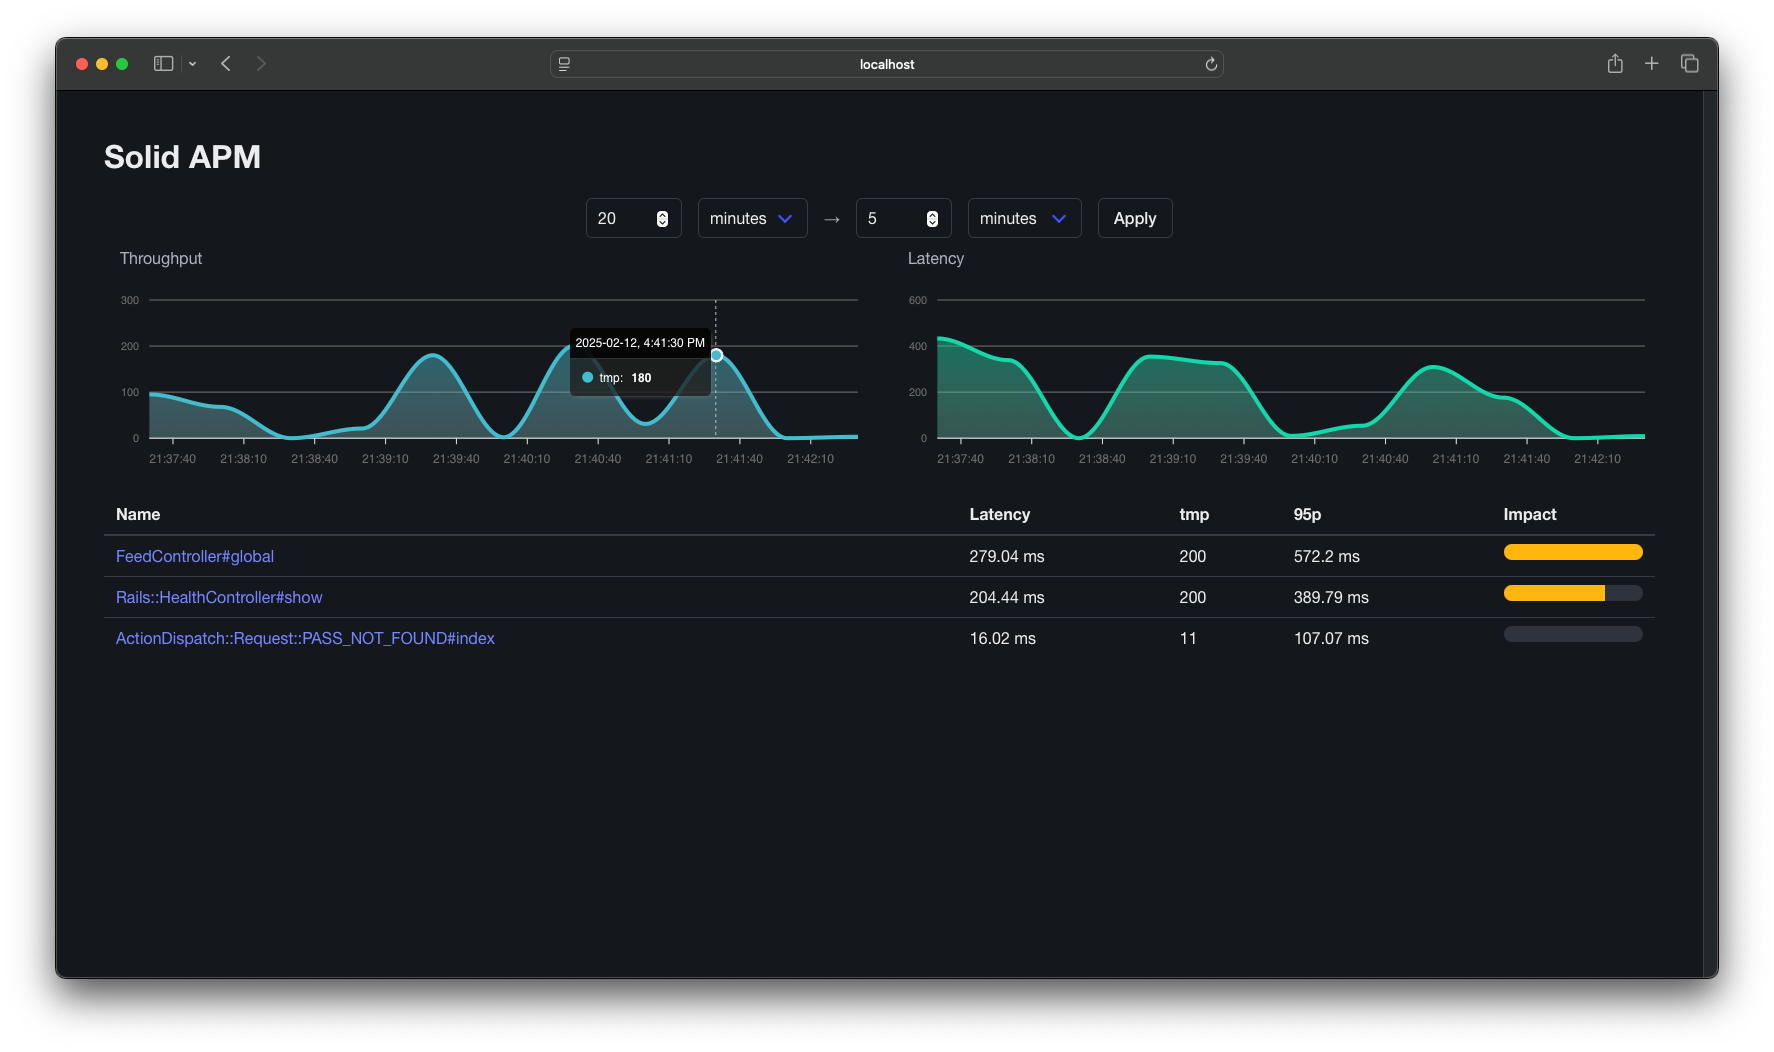 localhost
Solid APM
20 minutes → 5 minutes Apply
Throughput
300
200
100
0
21:37:40 21:38:10 21:38:40 21:39:10 21:39:40 21:40:10 21:40:40 21:41:10 21:41:40 21:42:10
2025-02-12, 4:41:30 PM
tmp: 180
Latency
600
400
200
0
21:37:40 21:38:10 21:38:40 21:39:10 21:39:40 21:40:10 21:40:40 21:41:10 21:41:40 21:42:10
Name Latency tmp 95p Impact
FeedController#global 279.04 ms 200 572.2 ms
Rails::HealthController#show 204.44 ms 200 389.79 ms
ActionDispatch::Request::PASS_NOT_FOUND#index 16.02 ms 11 107.07 ms